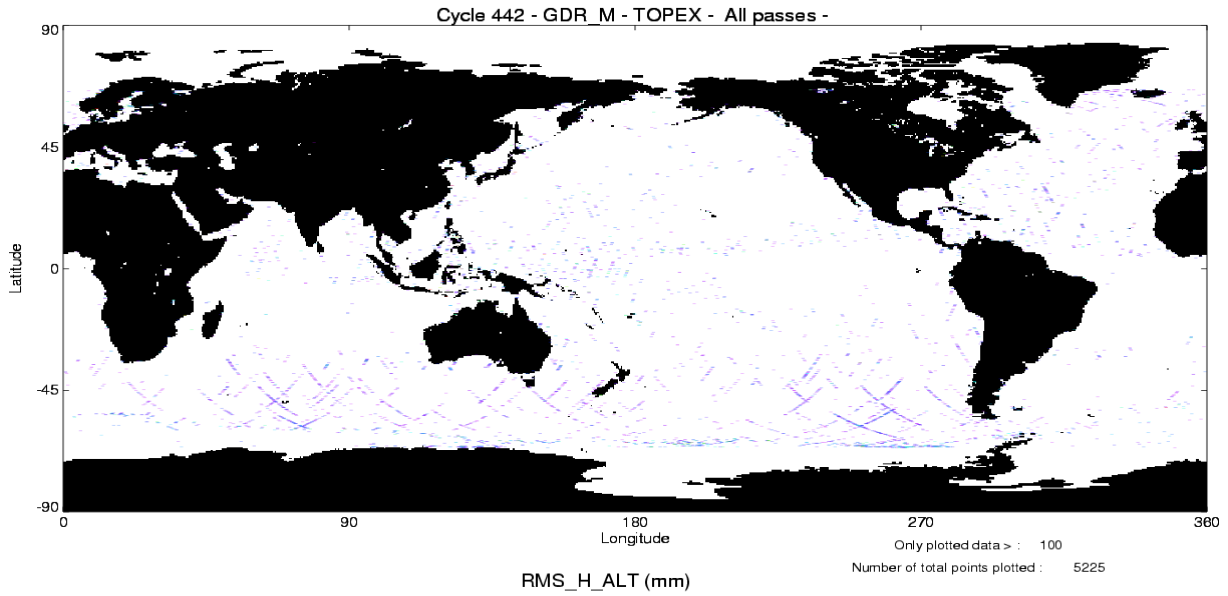 Cycle 442 - GDR_M - TOPEX - All passes -
90
45
0
-45
-90
Latitude
0 90 180 270 360
Longitude
Only plotted data > : 100
Number of total points plotted : 5225
RMS_H_ALT (mm)